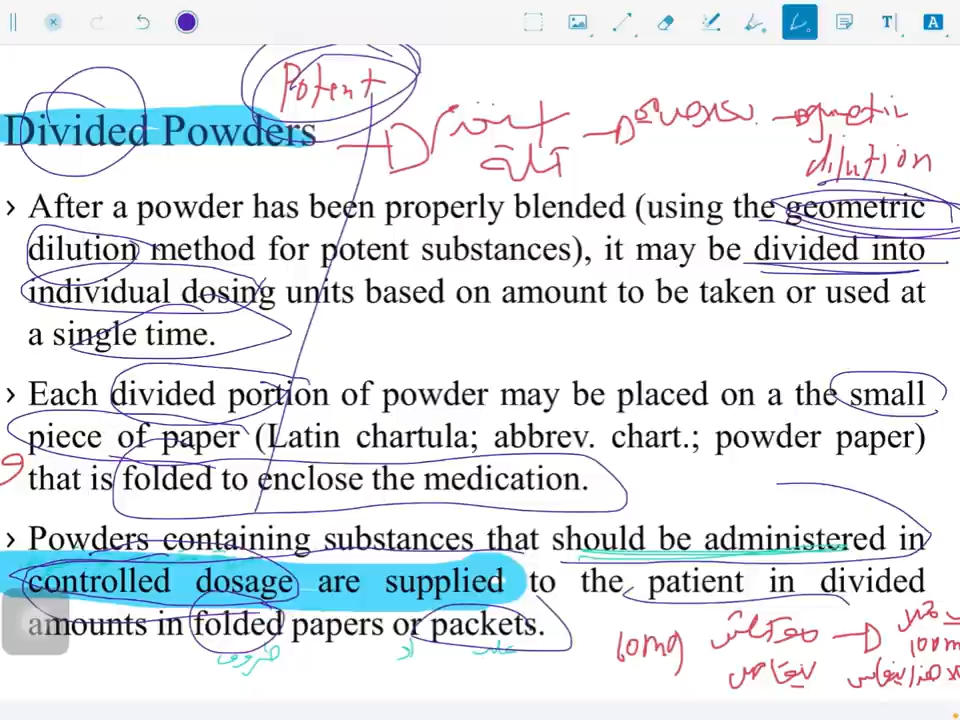 Potent
Divided Powders
geometric
dilution
› After a powder has been properly blended (using the geometric
dilution method for potent substances), it may be divided into
individual dosing units based on amount to be taken or used at
a single time.
› Each divided portion of powder may be placed on a the small
piece of paper (Latin chartula; abbrev. chart.; powder paper)
that is folded to enclose the medication.
› Powders containing substances that should be administered in
controlled dosage are supplied to the patient in divided
amounts in folded papers or packets.
10mg
ظروف او علب